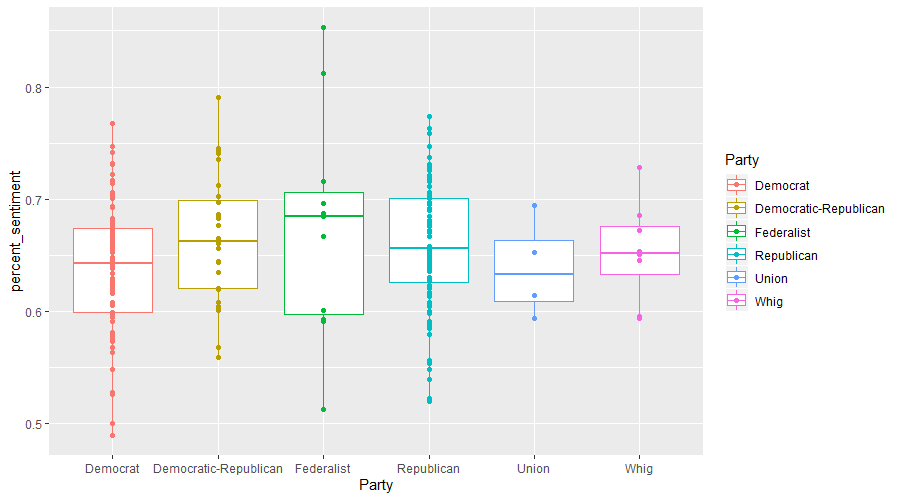 percent_sentiment
0.8
0.7
0.6
0.5
Democrat Democratic-Republican Federalist Republican Union Whig
Party
Party
Democrat
Democratic-Republican
Federalist
Republican
Union
Whig